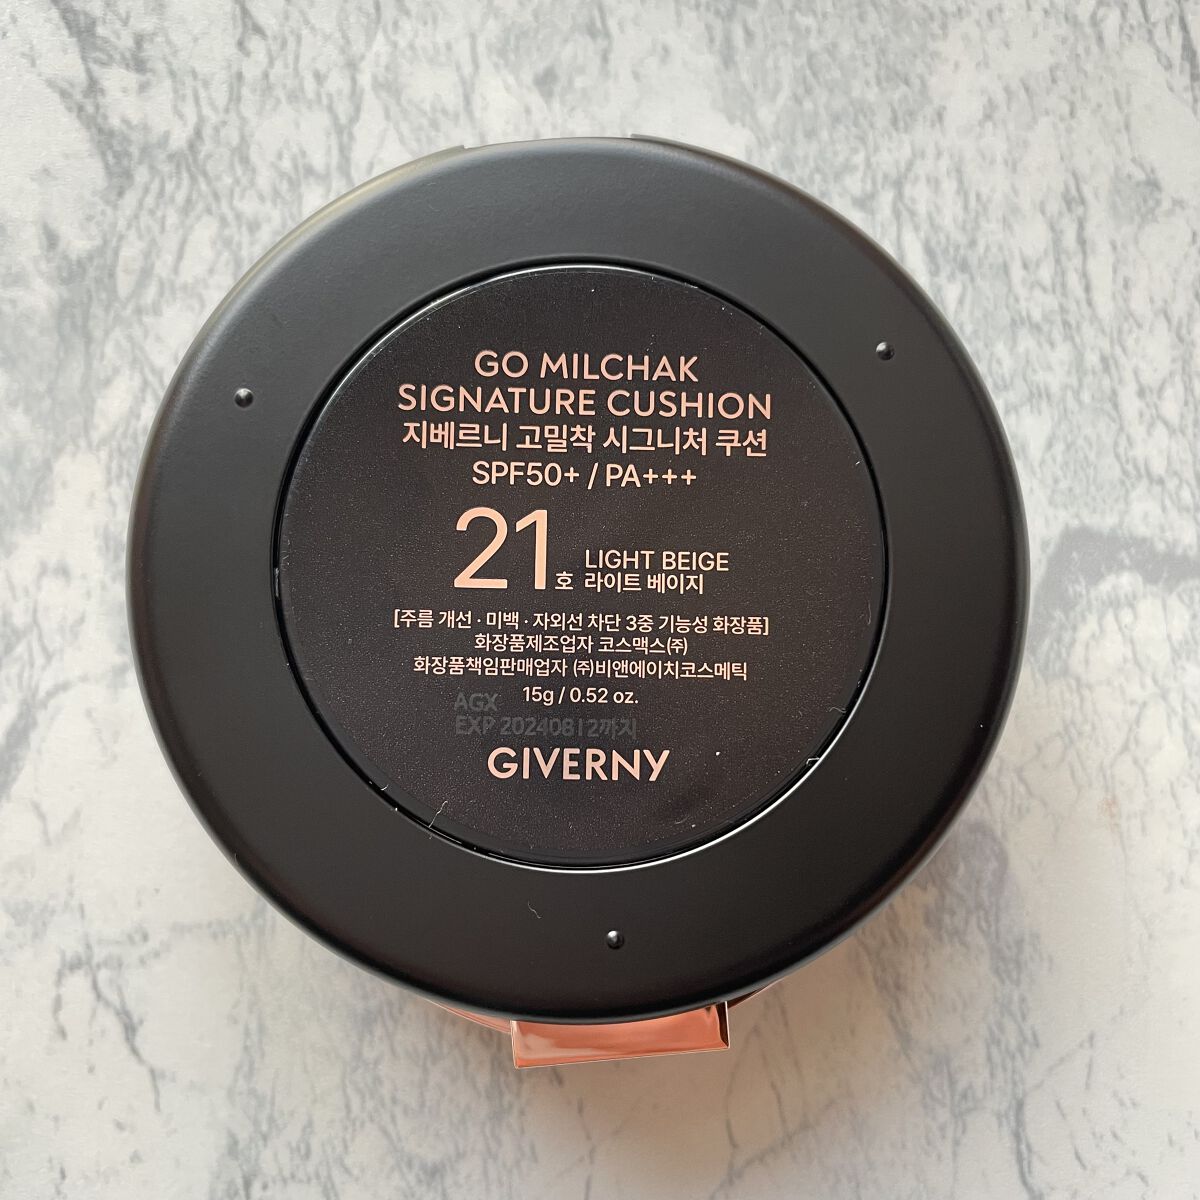 GO MILCHAK
SIGNATURE CUSHION
지베르니 고밀착 시그니처 쿠션
SPF50+ / PA+++
21호 LIGHT BEIGE
라이트 베이지
[주름 개선 · 미백 · 자외선 차단 3중 기능성 화장품]
화장품제조업자 코스맥스㈜
화장품책임판매업자 ㈜비앤에이치코스메틱
15g / 0.52 oz.
AGX
EXP 20240812까지
GIVERNY